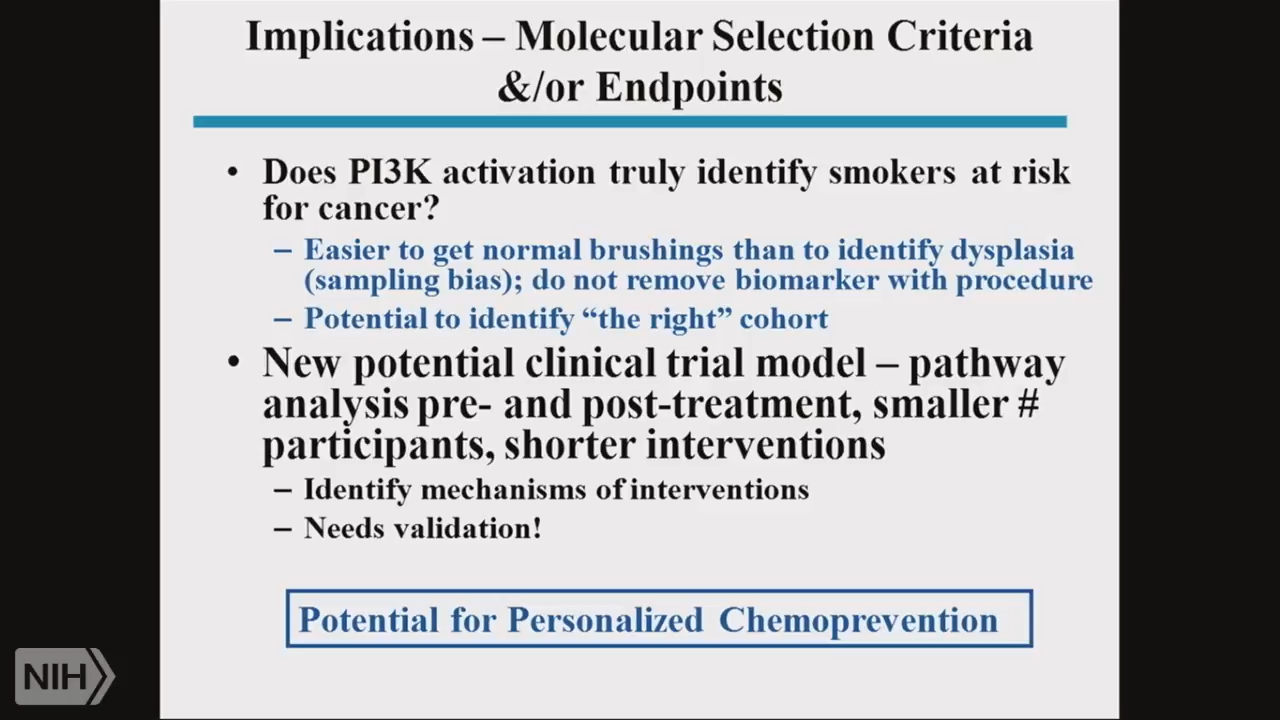 Implications – Molecular Selection Criteria
&/or Endpoints
• Does PI3K activation truly identify smokers at risk
for cancer?
– Easier to get normal brushings than to identify dysplasia
(sampling bias); do not remove biomarker with procedure
– Potential to identify “the right” cohort
• New potential clinical trial model – pathway
analysis pre- and post-treatment, smaller #
participants, shorter interventions
– Identify mechanisms of interventions
– Needs validation!
Potential for Personalized Chemoprevention
NIH